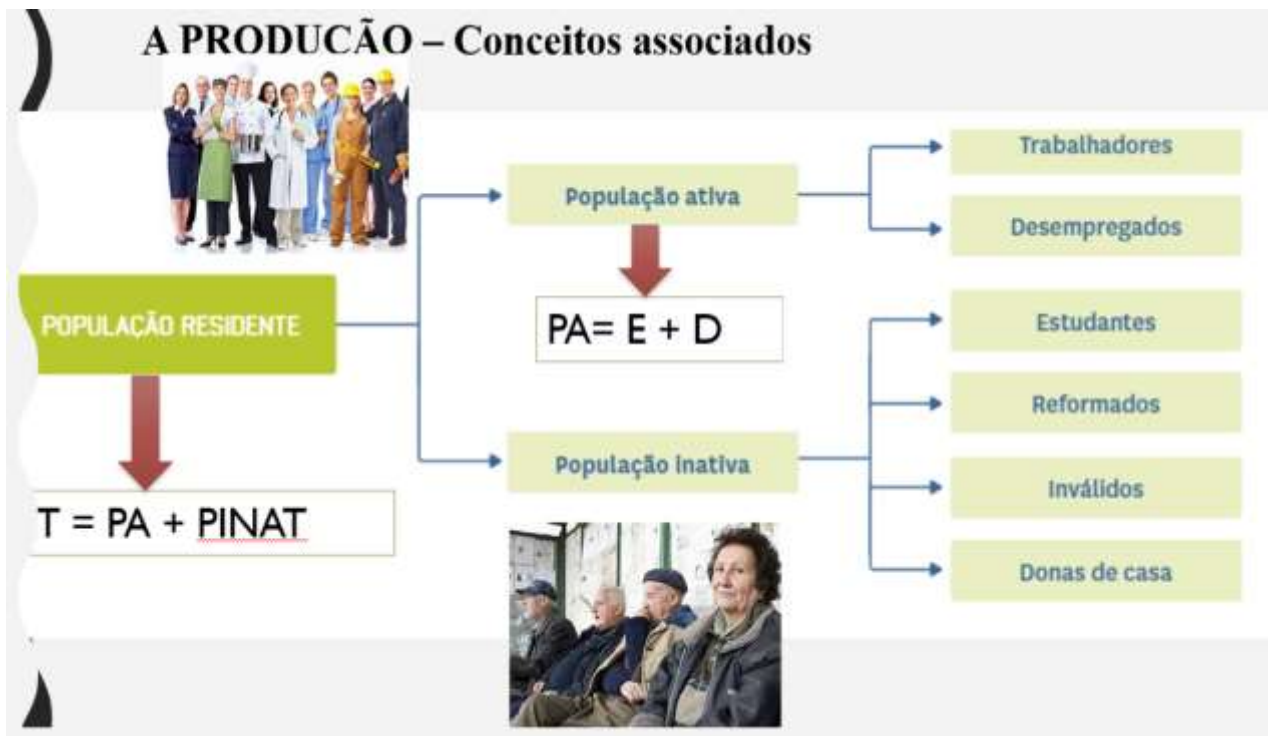 A PRODUCÃO – Conceitos associados
POPULAÇÃO RESIDENTE
T = PA + PINAT
População ativa
PA= E + D
População inativa
Trabalhadores
Desempregados
Estudantes
Reformados
Inválidos
Donas de casa